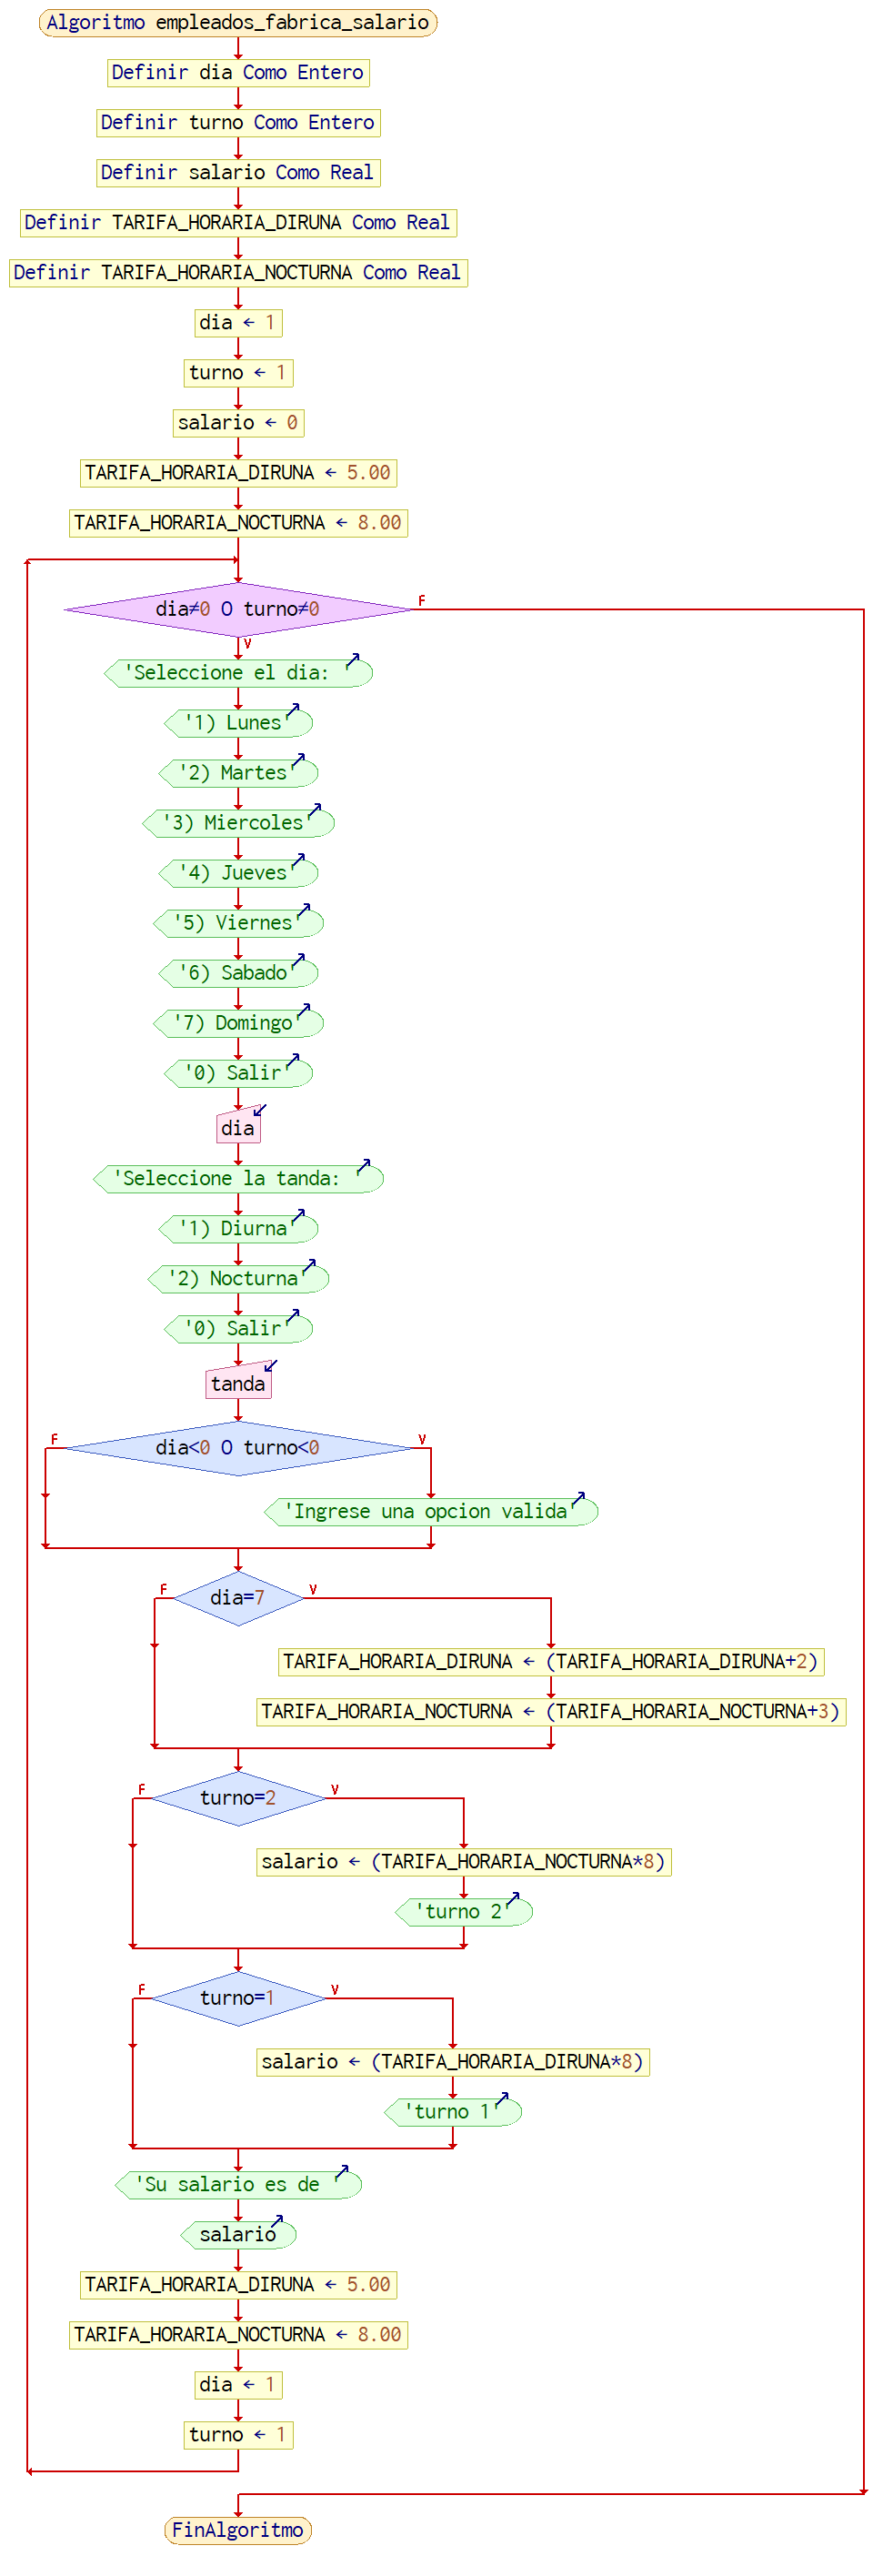 Algoritmo empleados_fabrica_salario
Definir dia Como Entero
Definir turno Como Entero
Definir salario Como Real
Definir TARIFA_HORARIA_DIRUNA Como Real
Definir TARIFA_HORARIA_NOCTURNA Como Real
dia ← 1
turno ← 1
salario ← 0
TARIFA_HORARIA_DIRUNA ← 5.00
TARIFA_HORARIA_NOCTURNA ← 8.00
dia≠0 O turno≠0
F
V
'Seleccione el dia: '
'1) Lunes'
'2) Martes'
'3) Miercoles'
'4) Jueves'
'5) Viernes'
'6) Sabado'
'7) Domingo'
'0) Salir'
dia
'Seleccione la tanda: '
'1) Diurna'
'2) Nocturna'
'0) Salir'
tanda
F
dia<0 O turno<0
V
'Ingrese una opcion valida'
F
dia=7
V
TARIFA_HORARIA_DIRUNA ← (TARIFA_HORARIA_DIRUNA+2)
TARIFA_HORARIA_NOCTURNA ← (TARIFA_HORARIA_NOCTURNA+3)
F
turno=2
V
salario ← (TARIFA_HORARIA_NOCTURNA*8)
'turno 2'
F
turno=1
V
salario ← (TARIFA_HORARIA_DIRUNA*8)
'turno 1'
'Su salario es de '
salario
TARIFA_HORARIA_DIRUNA ← 5.00
TARIFA_HORARIA_NOCTURNA ← 8.00
dia ← 1
turno ← 1
FinAlgoritmo